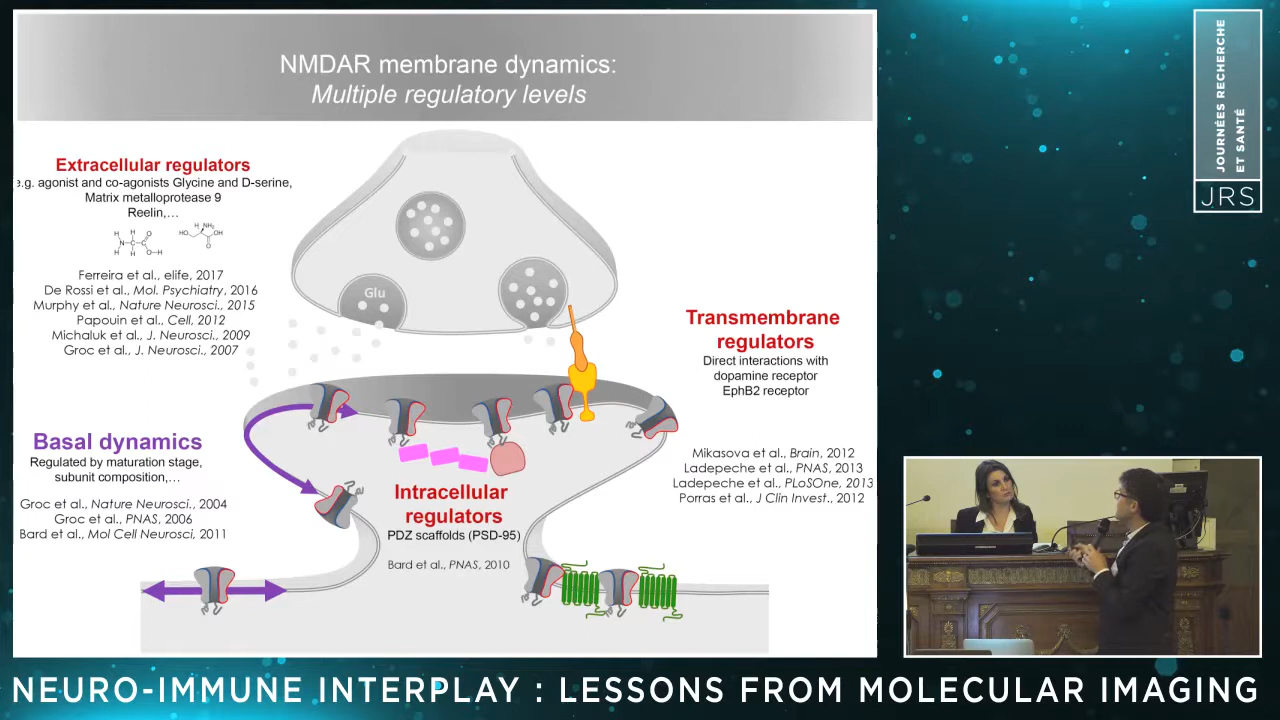 NMDAR membrane dynamics:
Multiple regulatory levels
Extracellular regulators
e.g. agonist and co-agonists Glycine and D-serine,
Matrix metalloprotease 9
Reelin,...
H H O
N-C-C
H H O-H
H NH₂
HO OH
O
Ferreira et al., elife, 2017
De Rossi et al., Mol. Psychiatry, 2016
Murphy et al., Nature Neurosci., 2015
Papouin et al., Cell, 2012
Michaluk et al., J. Neurosci., 2009
Groc et al., J. Neurosci., 2007
Glu
Transmembrane
regulators
Direct interactions with
dopamine receptor
EphB2 receptor
Mikasova et al., Brain, 2012
Ladepeche et al., PNAS, 2013
Ladepeche et al., PLoSOne, 2013
Porras et al., J Clin Invest., 2012
Basal dynamics
Regulated by maturation stage,
subunit composition,...
Groc et al., Nature Neurosci., 2004
Groc et al., PNAS, 2006
Bard et al., Mol Cell Neurosci, 2011
Intracellular
regulators
PDZ scaffolds (PSD-95)
Bard et al., PNAS, 2010
JOURNÉES RECHERCHE
ET SANTÉ
JRS
NEURO-IMMUNE INTERPLAY : LESSONS FROM MOLECULAR IMAGING